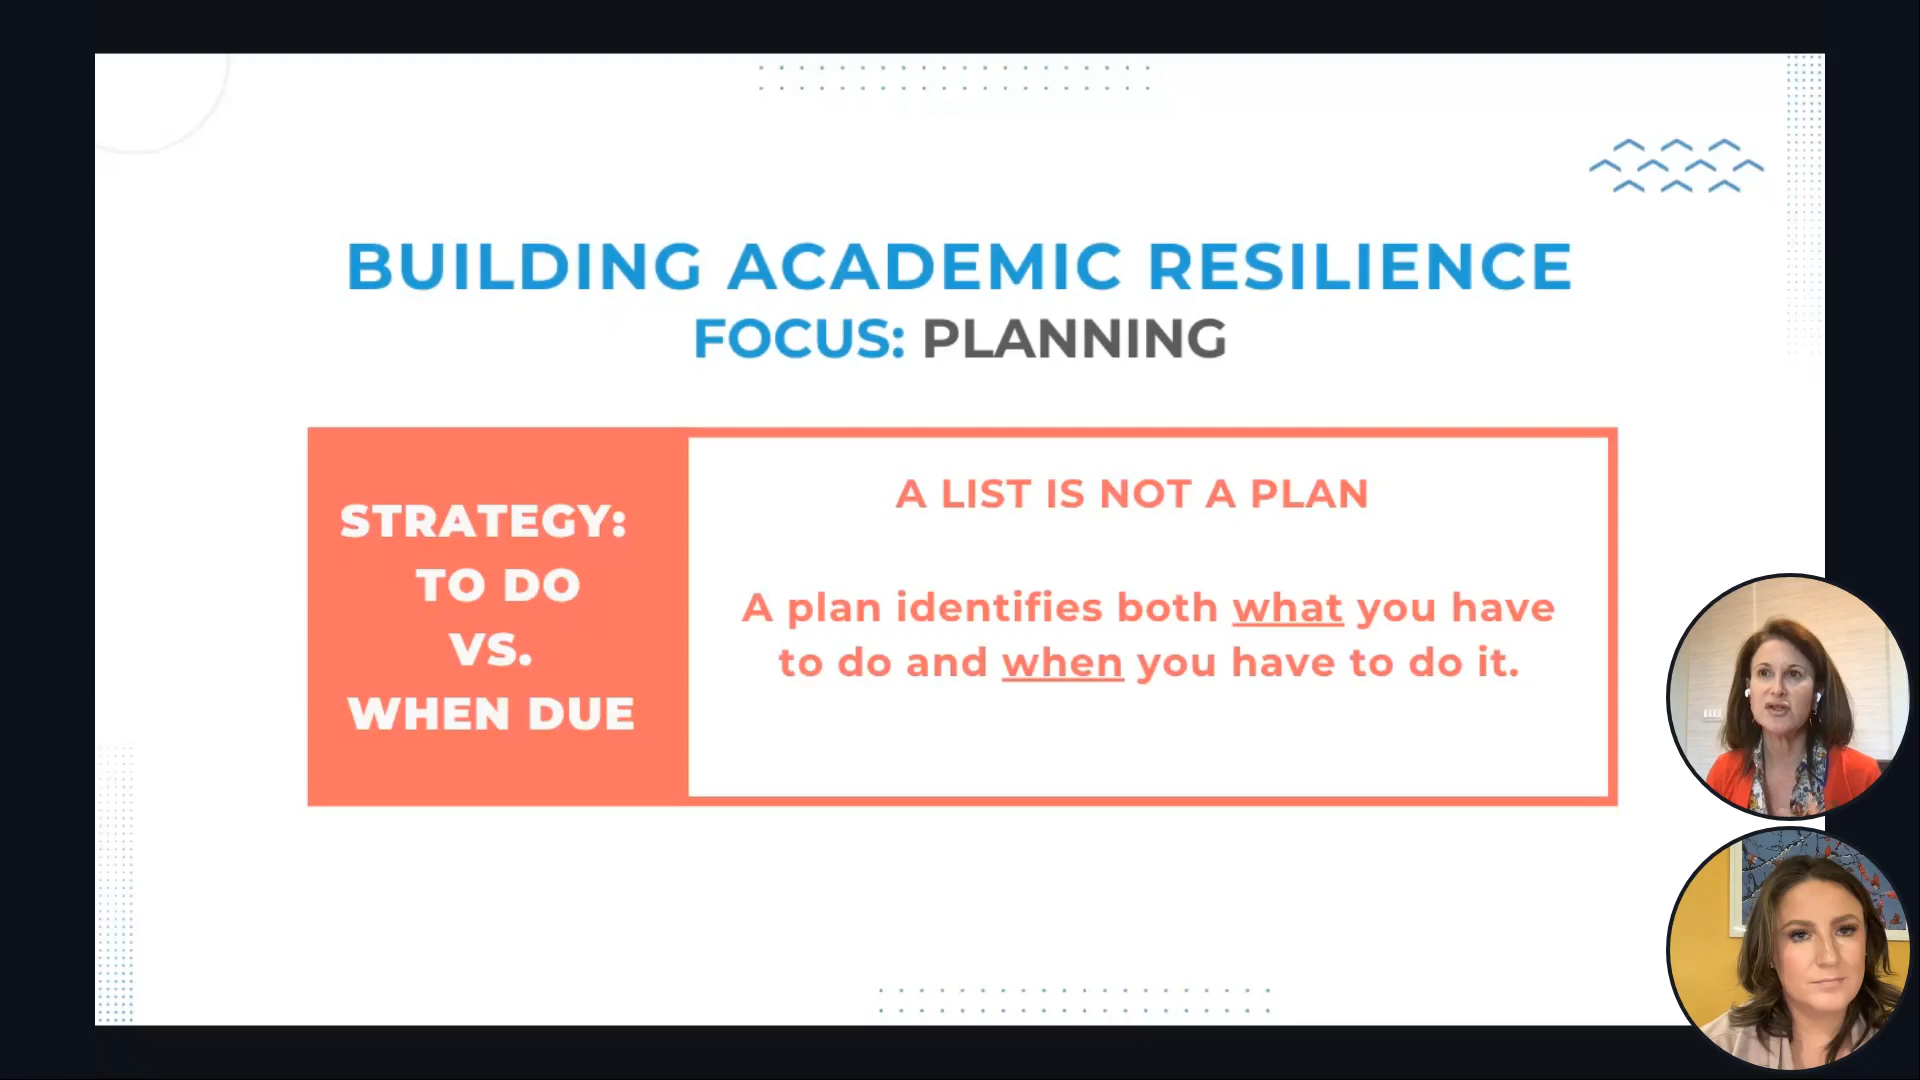 BUILDING ACADEMIC RESILIENCE
FOCUS: PLANNING
STRATEGY:
TO DO
VS.
WHEN DUE
A LIST IS NOT A PLAN
A plan identifies both what you have
to do and when you have to do it.